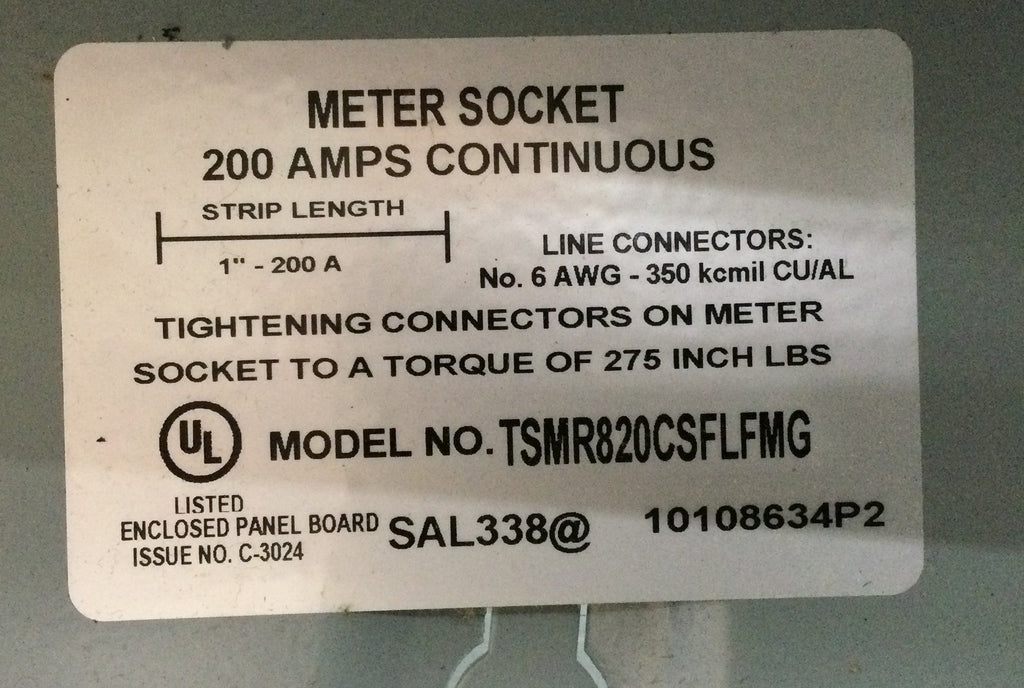 METER SOCKET
200 AMPS CONTINUOUS
STRIP LENGTH
1" - 200 A
LINE CONNECTORS:
No. 6 AWG - 350 kcmil CU/AL
TIGHTENING CONNECTORS ON METER
SOCKET TO A TORQUE OF 275 INCH LBS
UL
MODEL NO. TSMR820CSFLFMG
LISTED
ENCLOSED PANEL BOARD
ISSUE NO. C-3024
SAL338@
10108634P2